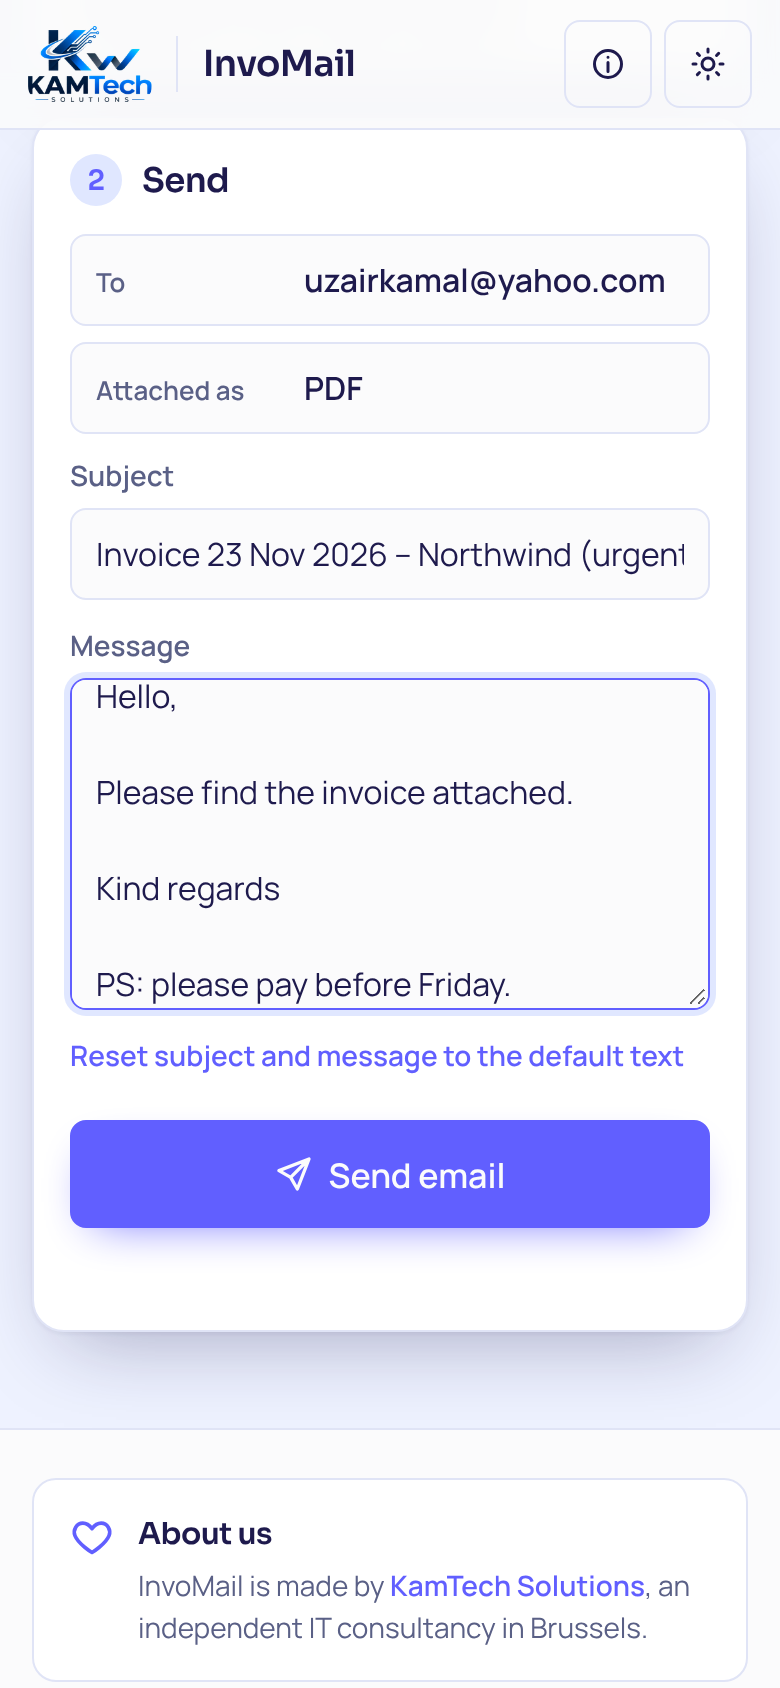 Kw
KAMTech
SOLUTIONS
InvoMail
2 Send
To uzairkamal@yahoo.com
Attached as PDF
Subject
Invoice 23 Nov 2026 – Northwind (urgent
Message
Hello,
Please find the invoice attached.
Kind regards
PS: please pay before Friday.
Reset subject and message to the default text
Send email
About us
InvoMail is made by KamTech Solutions, an
independent IT consultancy in Brussels.